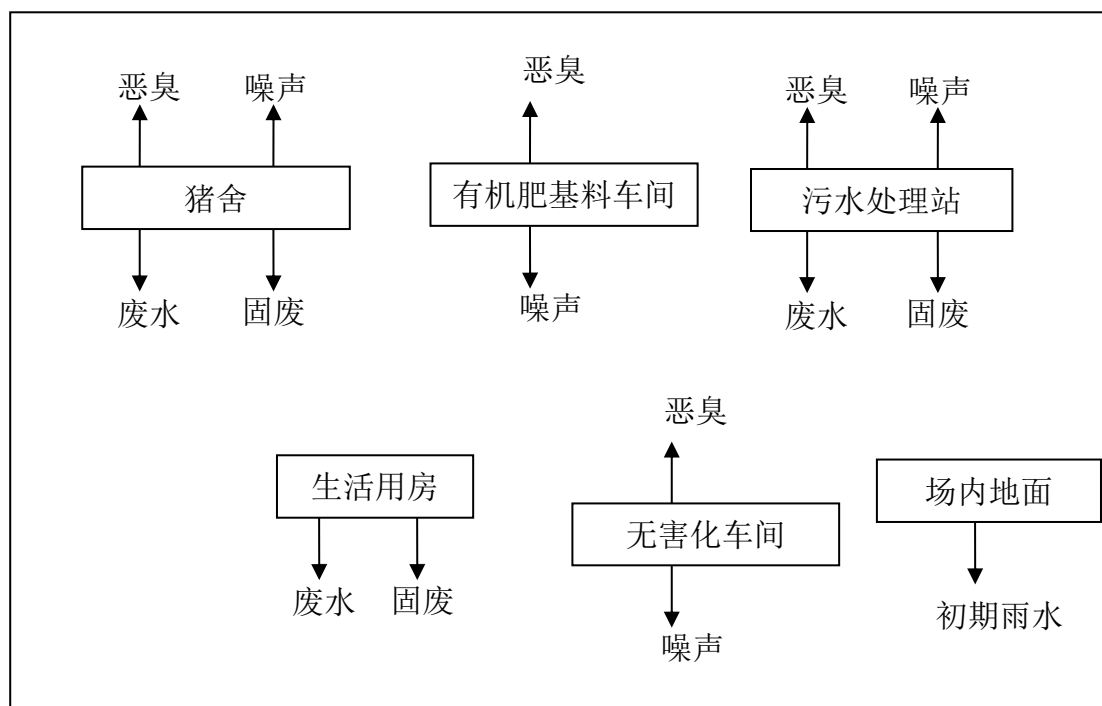 恶臭
噪声
恶臭
恶臭
噪声
猪舍
有机肥基料车间
污水处理站
废水
固废
噪声
废水
固废
恶臭
生活用房
无害化车间
场内地面
废水
固废
噪声
初期雨水